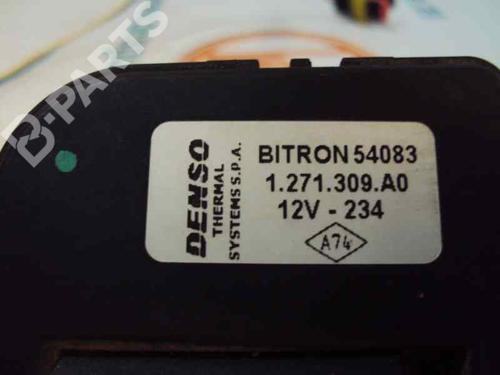 B-PARTS
DENSO
THERMAL
SYSTEMS S.P.A.
BITRON 54083
1.271.309.A0
12V - 234
A74